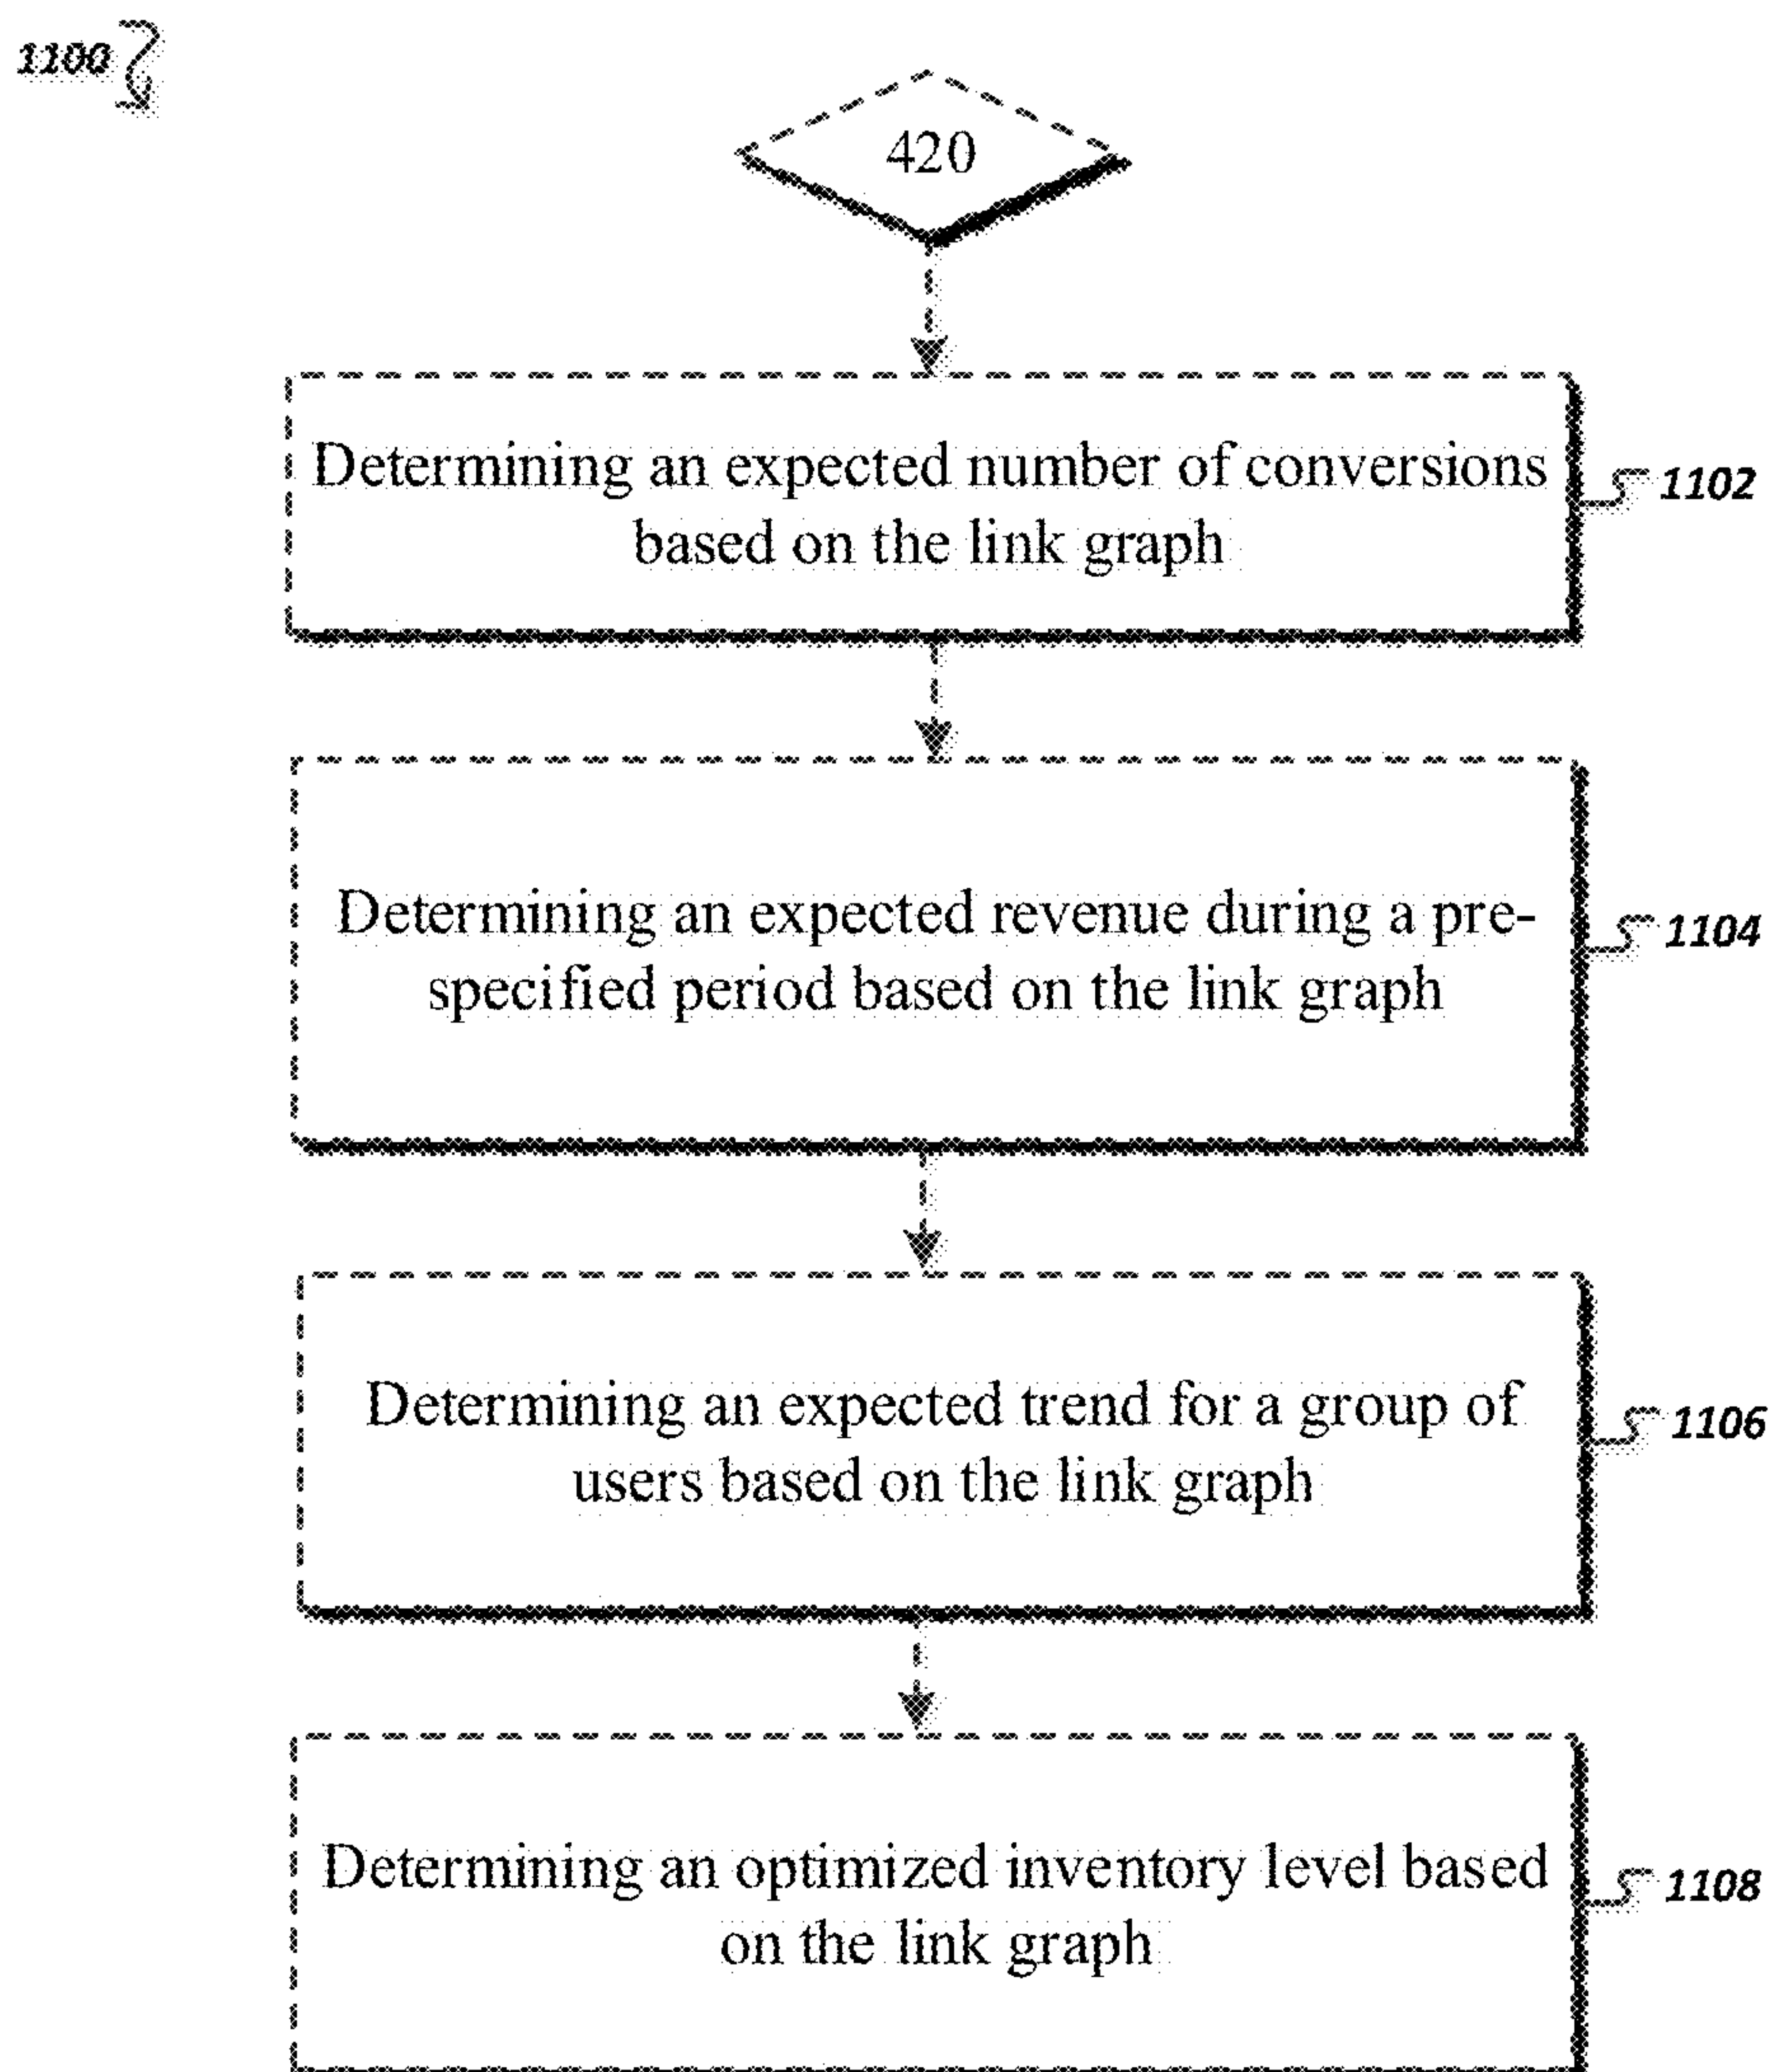 1100
420
Determining an expected number of conversions
based on the link graph
1102
Determining an expected revenue during a pre-
specified period based on the link graph
1104
Determining an expected trend for a group of
users based on the link graph
1106
Determining an optimized inventory level based
on the link graph
1108